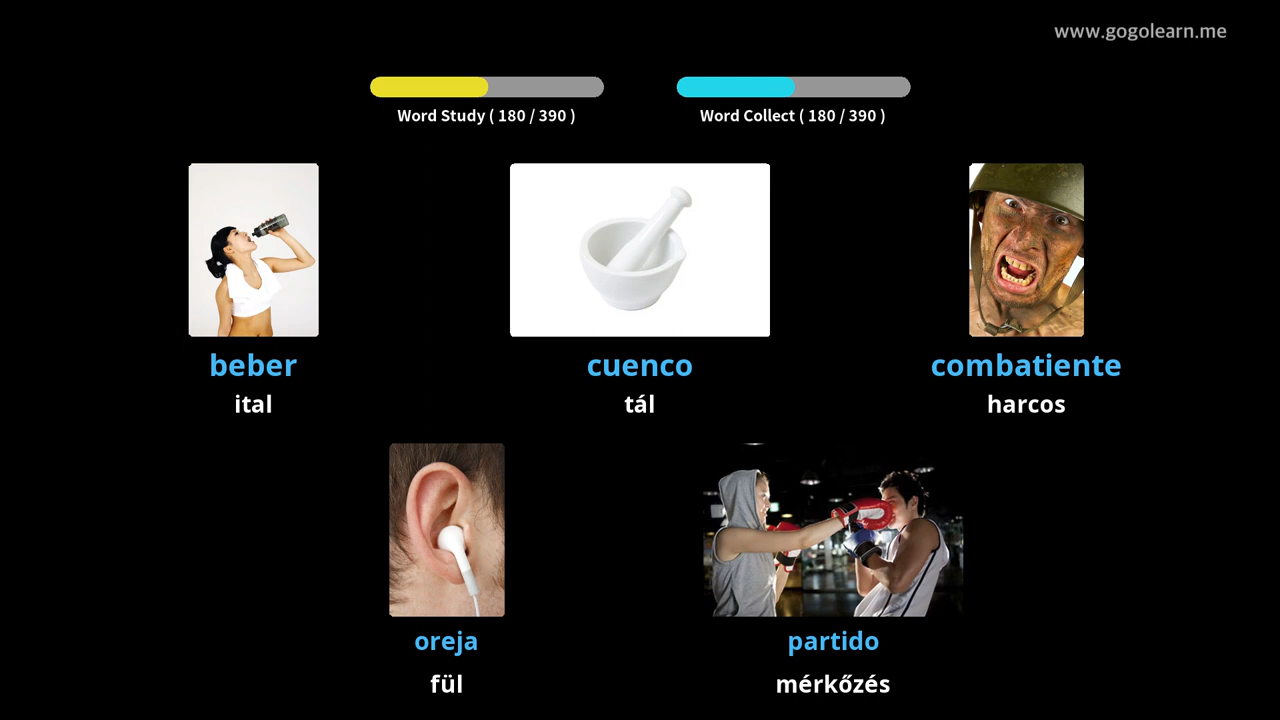 www.gogolearn.me
Word Study ( 180 / 390 )
Word Collect ( 180 / 390 )
beber
ital
cuenco
tál
combatiente
harcos
oreja
fül
partido
mérkőzés